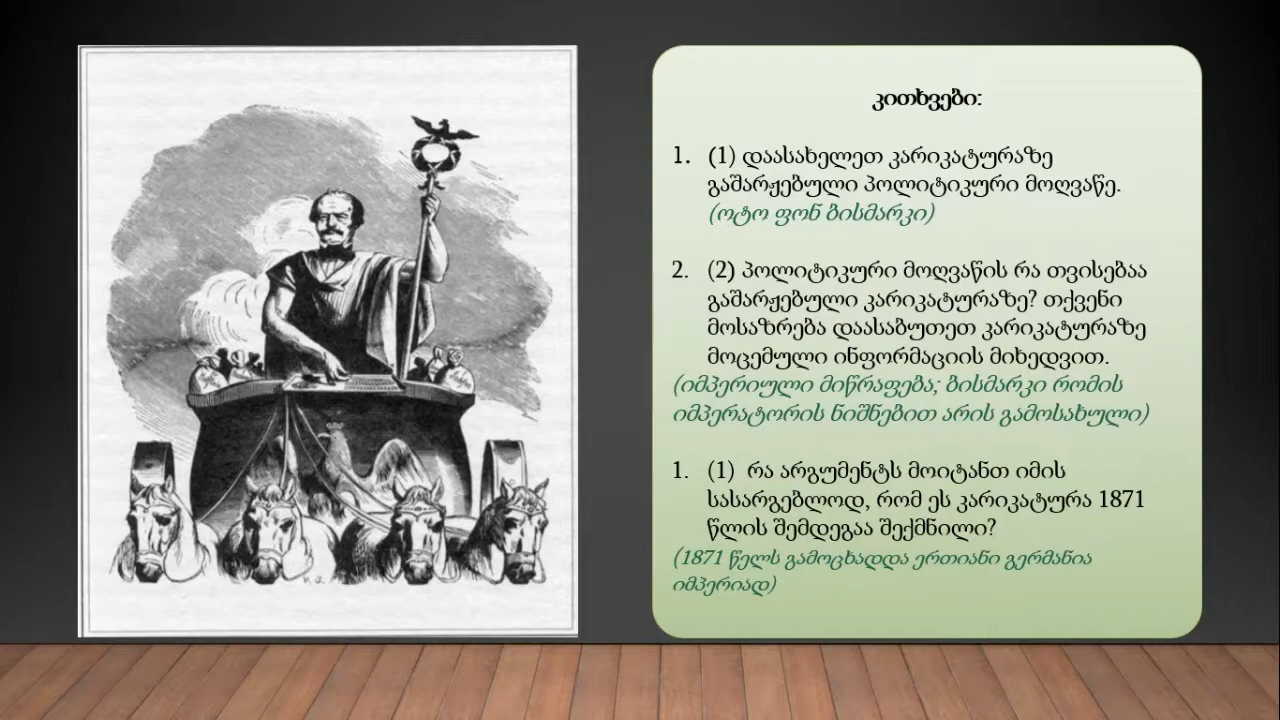 კითხვები:
1. (1) დაასახელეთ კარიკატურაზე
გაშარჟებული პოლიტიკური მოღვაწე.
(ოტო ფონ ბისმარკი)
2. (2) პოლიტიკური მოღვაწის რა თვისებაა
გაშარჟებული კარიკატურაზე? თქვენი
მოსაზრება დაასაბუთეთ კარიკატურაზე
მოცემული ინფორმაციის მიხედვით.
(იმპერიული მიწრაფება; ბისმარკი რომის
იმპერატორის ნიშნებით არის გამოსახული)
1. (1) რა არგუმენტს მოიტანთ იმის
სასარგებლოდ, რომ ეს კარიკატურა 1871
წლის შემდეგაა შექმნილი?
(1871 წელს გამოცხადდა ერთიანი გერმანია
იმპერიად)